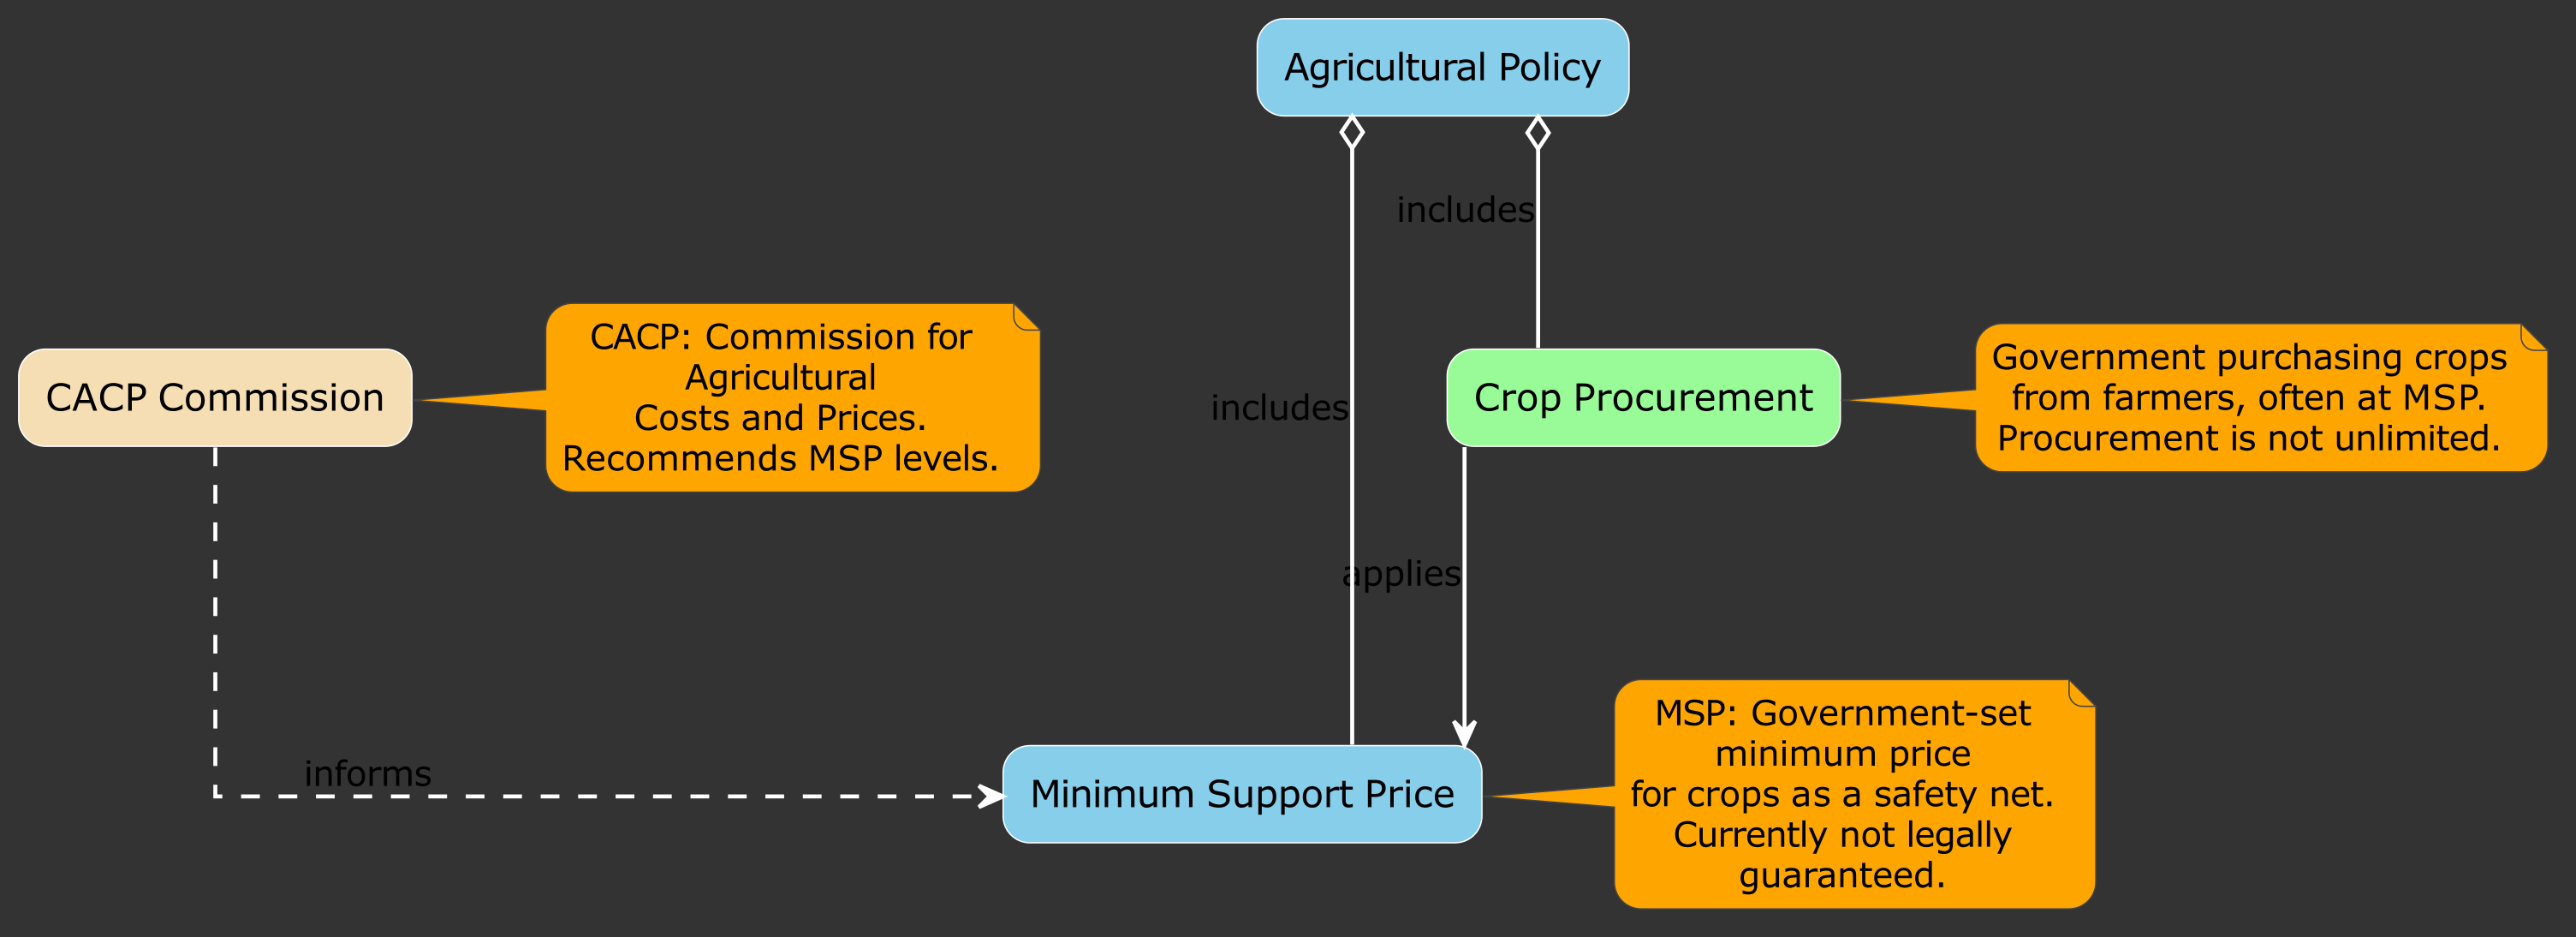 Agricultural Policy
includes
CACP Commission
CACP: Commission for
Agricultural
Costs and Prices.
Recommends MSP levels.
includes
Crop Procurement
Government purchasing crops
from farmers, often at MSP.
Procurement is not unlimited.
applies
informs
Minimum Support Price
MSP: Government-set
minimum price
for crops as a safety net.
Currently not legally
guaranteed.